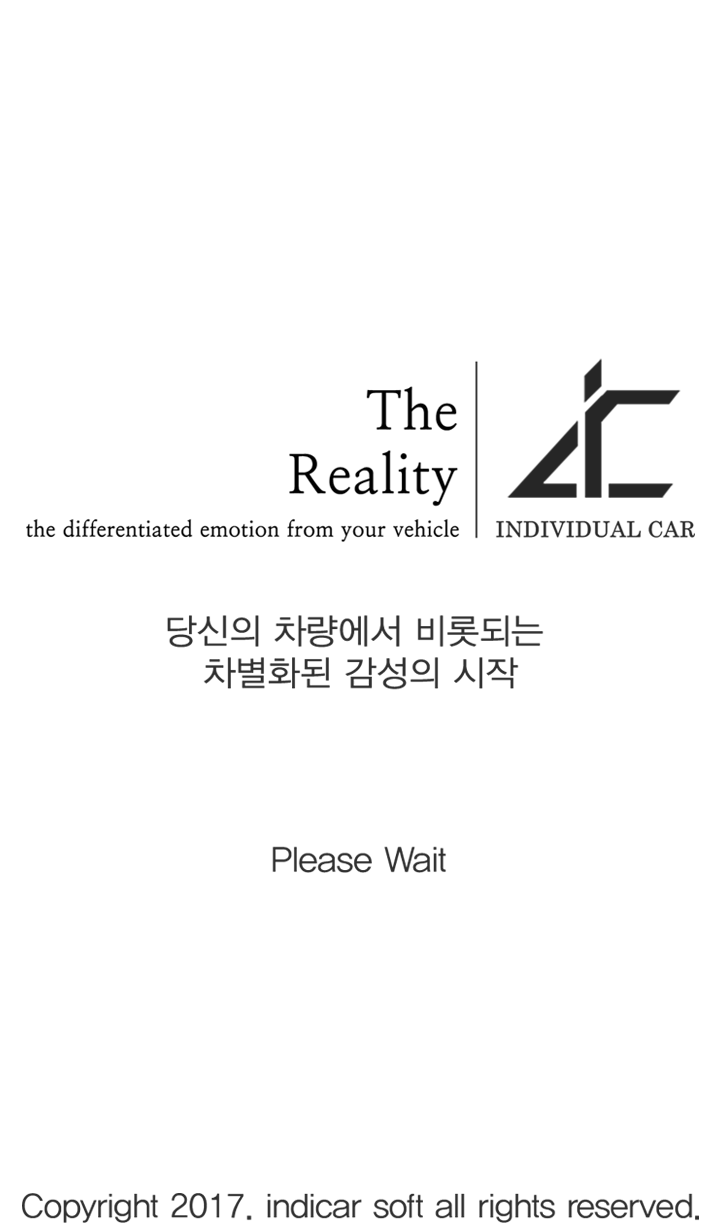 The
Reality
the differentiated emotion from your vehicle
INDIVIDUAL CAR
당신의 차량에서 비롯되는
차별화된 감성의 시작
Please Wait
Copyright 2017. indicar soft all rights reserved.